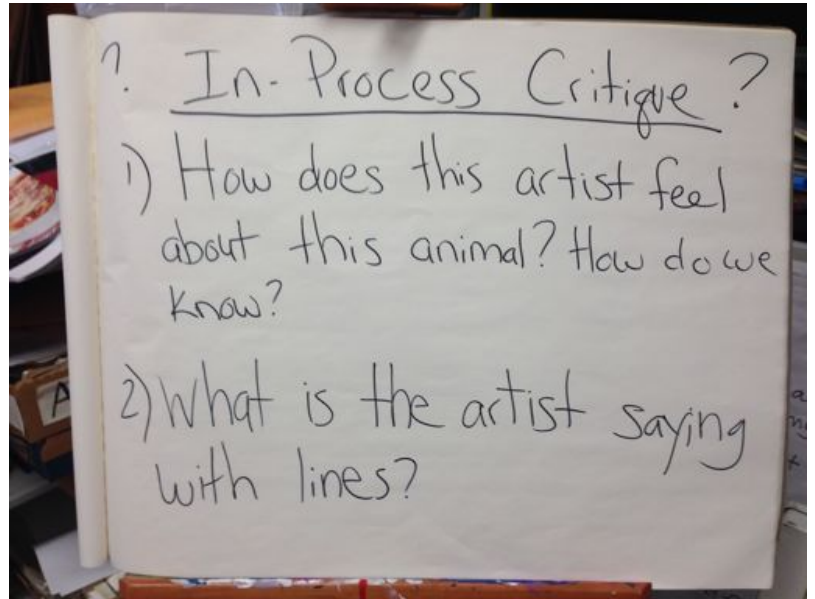 ? In-Process Critique ?
1) How does this artist feel
about this animal? How do we
know?
2) What is the artist saying
with lines?
A